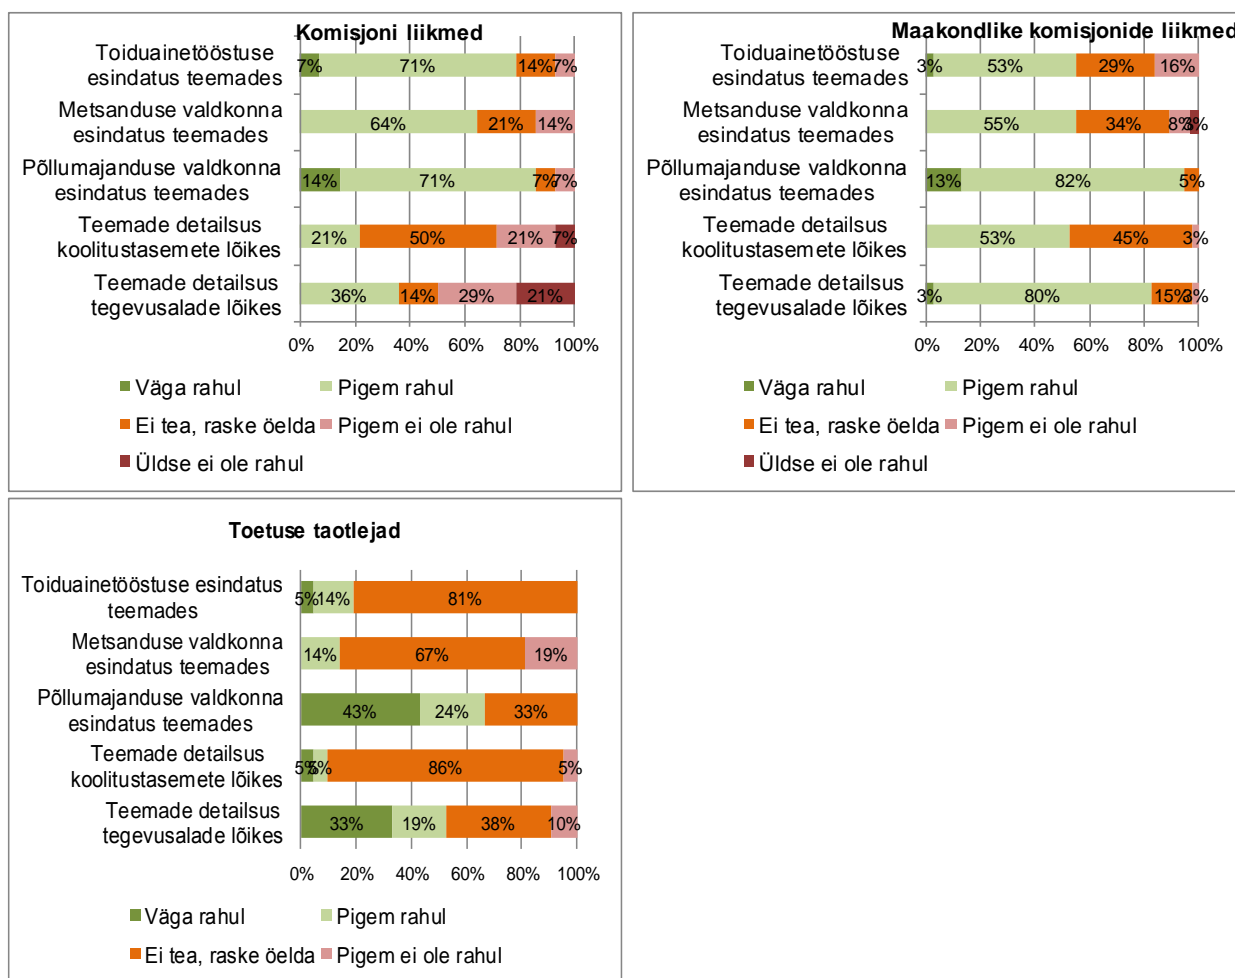 Komisjoni liikmed
Toiduainetööstuse
esindatus teemades
7% 71% 14% 7%
Metsanduse valdkonna
esindatus teemades
64% 21% 14%
Põllumajanduse valdkonna
esindatus teemades
14% 71% 7% 7%
Teemade detailsus
koolitustasemete lõikes
21% 50% 21% 7%
Teemade detailsus
tegevusalade lõikes
36% 14% 29% 21%
0% 20% 40% 60% 80% 100%
Väga rahul Pigem rahul
Ei tea, raske öelda Pigem ei ole rahul
Üldse ei ole rahul
Maakondlike komisjonide liikmed
Toiduainetööstuse
esindatus teemades
3% 53% 29% 16%
Metsanduse valdkonna
esindatus teemades
55% 34% 8% 3%
Põllumajanduse valdkonna
esindatus teemades
13% 82% 5%
Teemade detailsus
koolitustasemete lõikes
53% 45% 3%
Teemade detailsus
tegevusalade lõikes
3% 80% 15% 3%
0% 20% 40% 60% 80% 100%
Väga rahul Pigem rahul
Ei tea, raske öelda Pigem ei ole rahul
Üldse ei ole rahul
Toetuse taotlejad
Toiduainetööstuse esindatus
teemades
5% 14% 81%
Metsanduse valdkonna
esindatus teemades
14% 67% 19%
Põllumajanduse valdkonna
esindatus teemades
43% 24% 33%
Teemade detailsus
koolitustasemete lõikes
5% 5% 86% 5%
Teemade detailsus
tegevusalade lõikes
33% 19% 38% 10%
0% 20% 40% 60% 80% 100%
Väga rahul Pigem rahul
Ei tea, raske öelda Pigem ei ole rahul